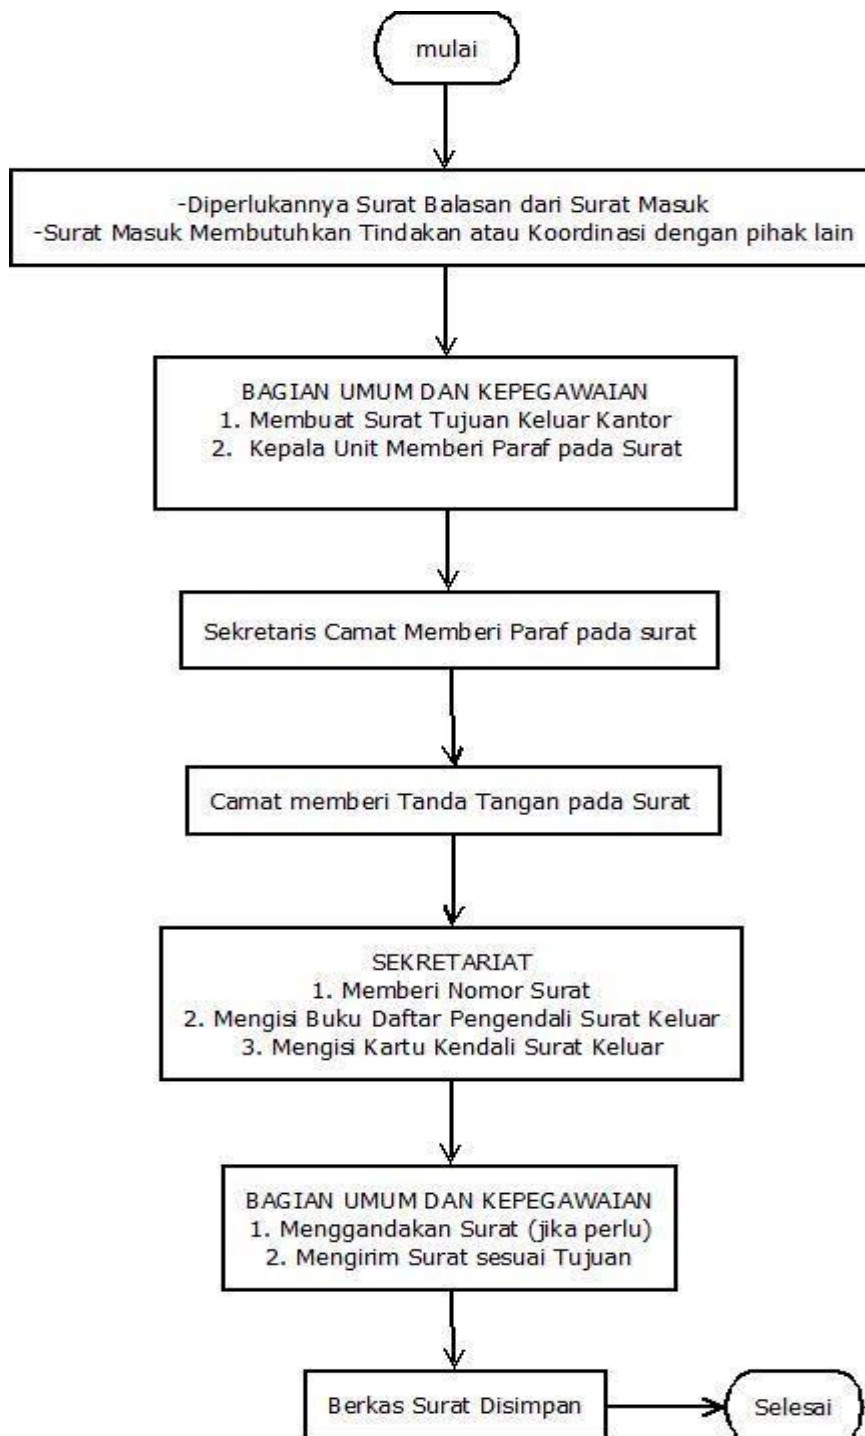 mulai
-Diperlukannya Surat Balasan dari Surat Masuk
-Surat Masuk Membutuhkan Tindakan atau Koordinasi dengan pihak lain
BAGIAN UMUM DAN KEPEGAWAIAN
1. Membuat Surat Tujuan Keluar Kantor
2. Kepala Unit Memberi Paraf pada Surat
Sekretaris Camat Memberi Paraf pada surat
Camat memberi Tanda Tangan pada Surat
SEKRETARIAT
1. Memberi Nomor Surat
2. Mengisi Buku Daftar Pengendali Surat Keluar
3. Mengisi Kartu Kendali Surat Keluar
BAGIAN UMUM DAN KEPEGAWAIAN
1. Menggandakan Surat (jika perlu)
2. Mengirim Surat sesuai Tujuan
Berkas Surat Disimpan
Selesai